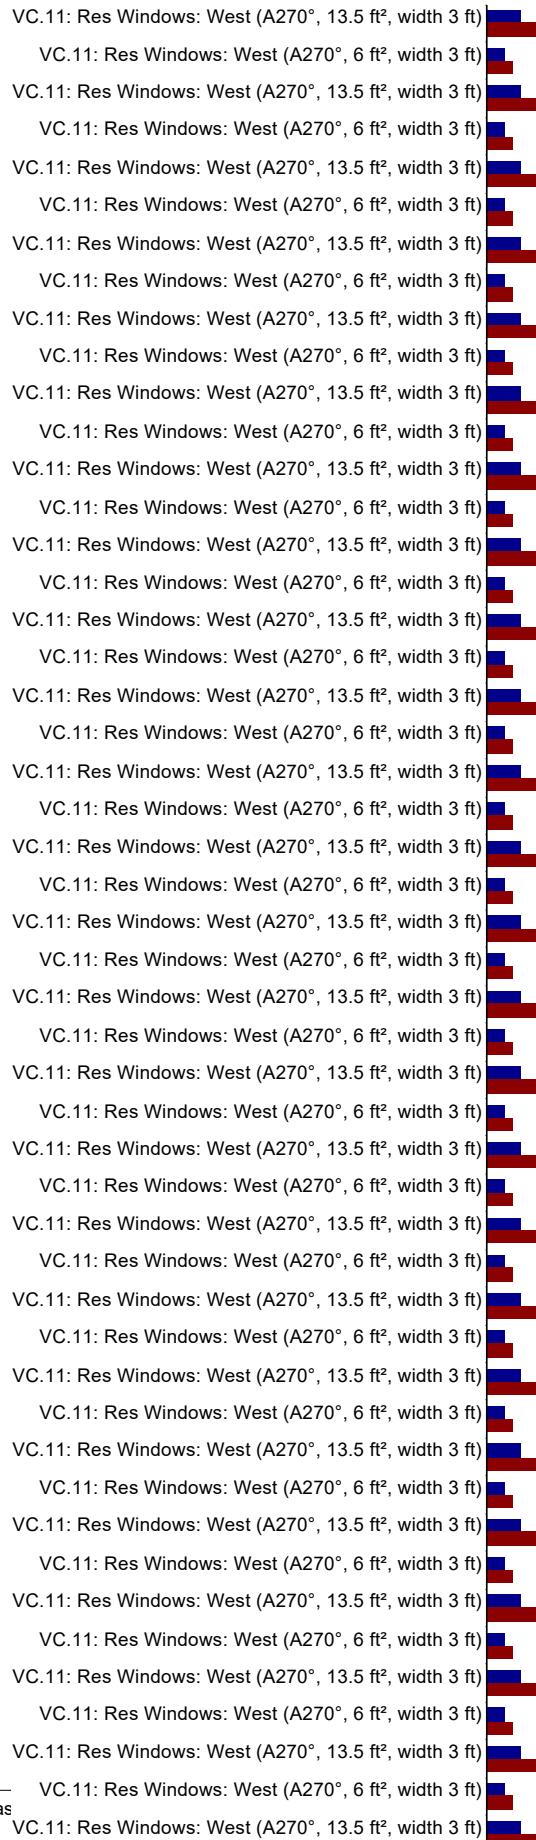 VC.11: Res Windows: West (A270°, 13.5 ft², width 3 ft)
VC.11: Res Windows: West (A270°, 6 ft², width 3 ft)
VC.11: Res Windows: West (A270°, 13.5 ft², width 3 ft)
VC.11: Res Windows: West (A270°, 6 ft², width 3 ft)
VC.11: Res Windows: West (A270°, 13.5 ft², width 3 ft)
VC.11: Res Windows: West (A270°, 6 ft², width 3 ft)
VC.11: Res Windows: West (A270°, 13.5 ft², width 3 ft)
VC.11: Res Windows: West (A270°, 6 ft², width 3 ft)
VC.11: Res Windows: West (A270°, 13.5 ft², width 3 ft)
VC.11: Res Windows: West (A270°, 6 ft², width 3 ft)
VC.11: Res Windows: West (A270°, 13.5 ft², width 3 ft)
VC.11: Res Windows: West (A270°, 6 ft², width 3 ft)
VC.11: Res Windows: West (A270°, 13.5 ft², width 3 ft)
VC.11: Res Windows: West (A270°, 6 ft², width 3 ft)
VC.11: Res Windows: West (A270°, 13.5 ft², width 3 ft)
VC.11: Res Windows: West (A270°, 6 ft², width 3 ft)
VC.11: Res Windows: West (A270°, 13.5 ft², width 3 ft)
VC.11: Res Windows: West (A270°, 6 ft², width 3 ft)
VC.11: Res Windows: West (A270°, 13.5 ft², width 3 ft)
VC.11: Res Windows: West (A270°, 6 ft², width 3 ft)
VC.11: Res Windows: West (A270°, 13.5 ft², width 3 ft)
VC.11: Res Windows: West (A270°, 6 ft², width 3 ft)
VC.11: Res Windows: West (A270°, 13.5 ft², width 3 ft)
VC.11: Res Windows: West (A270°, 6 ft², width 3 ft)
VC.11: Res Windows: West (A270°, 13.5 ft², width 3 ft)
VC.11: Res Windows: West (A270°, 6 ft², width 3 ft)
VC.11: Res Windows: West (A270°, 13.5 ft², width 3 ft)
VC.11: Res Windows: West (A270°, 6 ft², width 3 ft)
VC.11: Res Windows: West (A270°, 13.5 ft², width 3 ft)
VC.11: Res Windows: West (A270°, 6 ft², width 3 ft)
VC.11: Res Windows: West (A270°, 13.5 ft², width 3 ft)
VC.11: Res Windows: West (A270°, 6 ft², width 3 ft)
VC.11: Res Windows: West (A270°, 13.5 ft², width 3 ft)
VC.11: Res Windows: West (A270°, 6 ft², width 3 ft)
VC.11: Res Windows: West (A270°, 13.5 ft², width 3 ft)
VC.11: Res Windows: West (A270°, 6 ft², width 3 ft)
VC.11: Res Windows: West (A270°, 13.5 ft², width 3 ft)
VC.11: Res Windows: West (A270°, 6 ft², width 3 ft)
VC.11: Res Windows: West (A270°, 13.5 ft², width 3 ft)
VC.11: Res Windows: West (A270°, 6 ft², width 3 ft)
VC.11: Res Windows: West (A270°, 13.5 ft², width 3 ft)
VC.11: Res Windows: West (A270°, 6 ft², width 3 ft)
VC.11: Res Windows: West (A270°, 13.5 ft², width 3 ft)
VC.11: Res Windows: West (A270°, 6 ft², width 3 ft)
VC.11: Res Windows: West (A270°, 13.5 ft², width 3 ft)
VC.11: Res Windows: West (A270°, 6 ft², width 3 ft)
VC.11: Res Windows: West (A270°, 13.5 ft², width 3 ft)
VC.11: Res Windows: West (A270°, 6 ft², width 3 ft)
as
VC.11: Res Windows: West (A270°, 13.5 ft², width 3 ft)